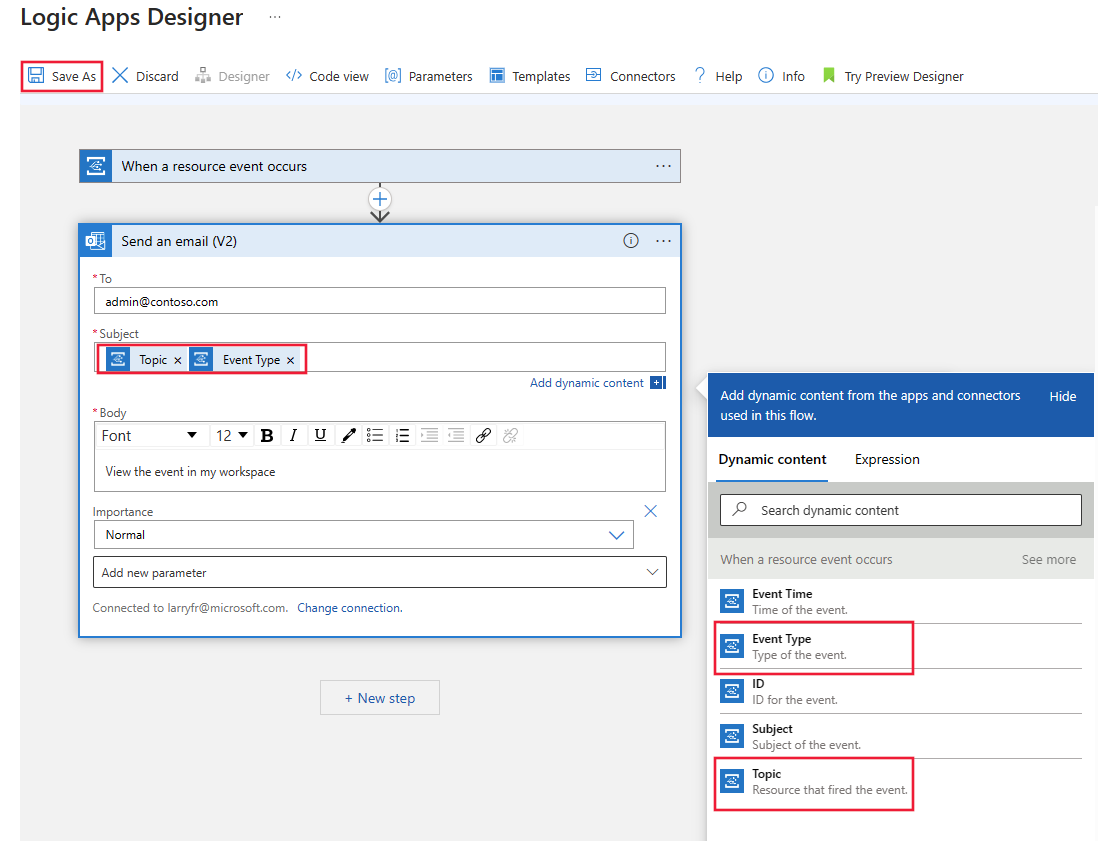 Logic Apps Designer ...
Save As Discard Designer Code view Parameters Templates Connectors Help Info Try Preview Designer
When a resource event occurs
Send an email (V2)
* To
admin@contoso.com
* Subject
Topic × Event Type ×
Add dynamic content
* Body
Font 12 B I U
View the event in my workspace
Importance
Normal
Add new parameter
Connected to larryfr@microsoft.com. Change connection.
+ New step
Add dynamic content from the apps and connectors
used in this flow.
Hide
Dynamic content Expression
Search dynamic content
When a resource event occurs See more
Event Time
Time of the event.
Event Type
Type of the event.
ID
ID for the event.
Subject
Subject of the event.
Topic
Resource that fired the event.